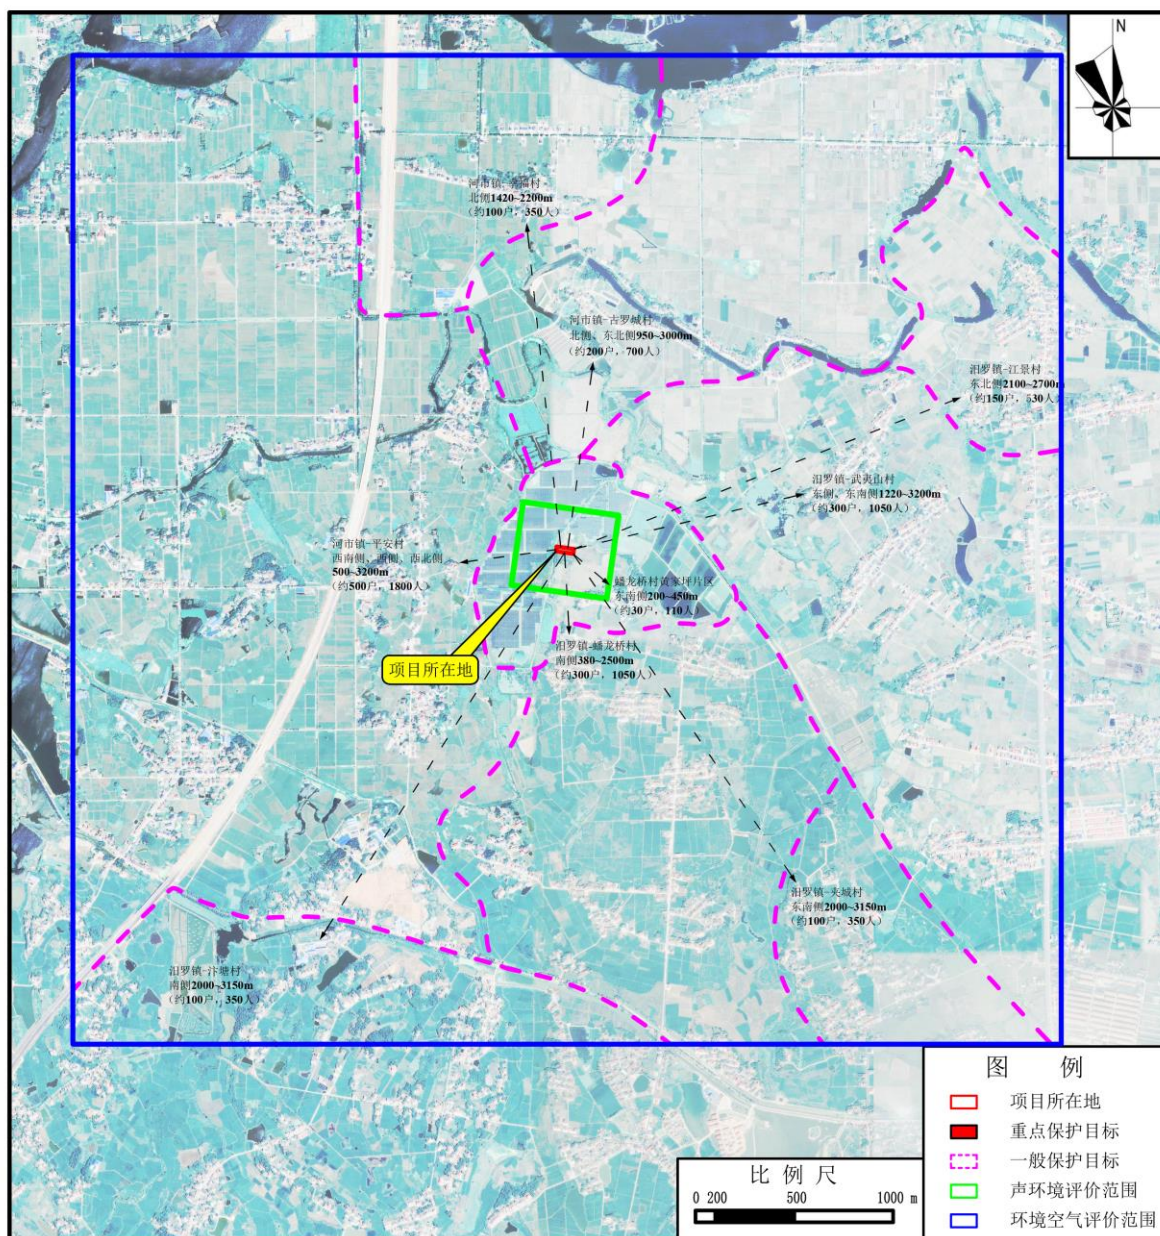 N
河市镇-幸福村
北侧1420~2200m
（约100户，350人）
河市镇-古罗城村
北侧、东北侧950~3000m
（约200户，700人）
汨罗镇-江景村
东北侧2100~2700m
（约150户，530人）
汨罗镇-武夷山村
东侧、东南侧1220~3200m
（约300户，1050人）
河市镇-平安村
西南侧、西侧、西北侧
500~3200m
（约500户，1800人）
蟠龙桥村黄家坪片区
东南侧200~450m
（约30户，110人）
汨罗镇-蟠龙桥村
南侧380~2500m
（约300户，1050人）
项目所在地
汨罗镇-夹城村
东南侧2000~3150m
（约100户，350人）
汨罗镇-汴塘村
南侧2000~3150m
（约100户，350人）
图 例
项目所在地
重点保护目标
一般保护目标
声环境评价范围
环境空气评价范围
比 例 尺
0 200 500 1000 m